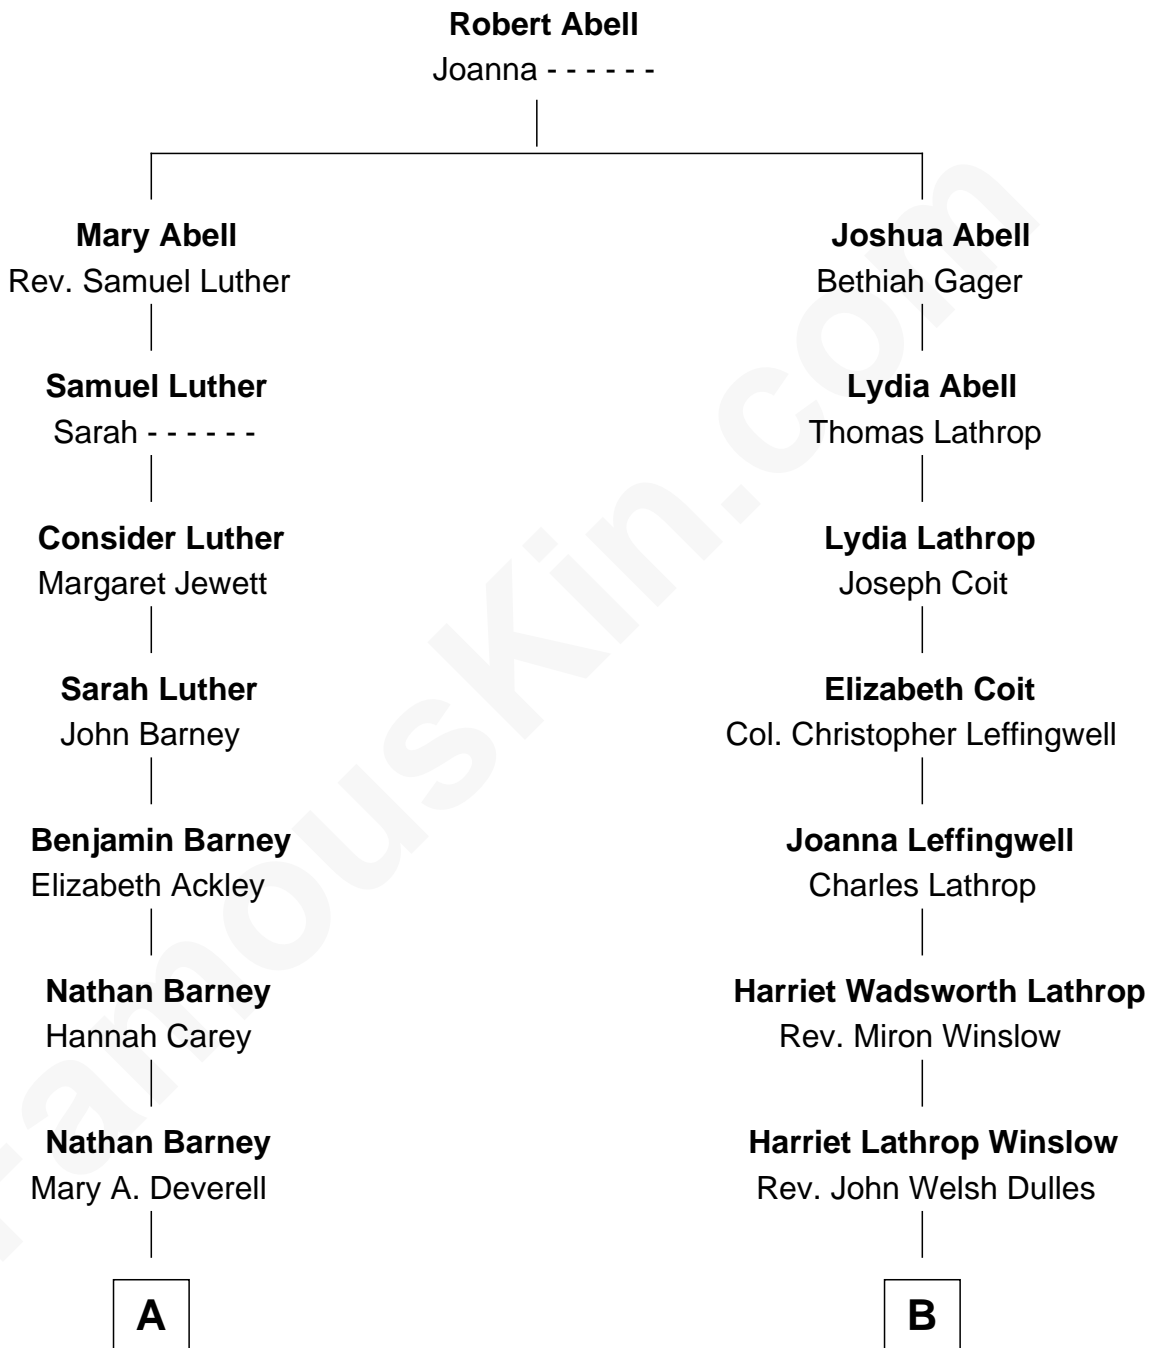 Robert Abell
Joanna - - - - - -
Mary Abell
Rev. Samuel Luther
Samuel Luther
Sarah - - - - - -
Consider Luther
Margaret Jewett
Sarah Luther
John Barney
Benjamin Barney
Elizabeth Ackley
Nathan Barney
Hannah Carey
Nathan Barney
Mary A. Deverell
A
Joshua Abell
Bethiah Gager
Lydia Abell
Thomas Lathrop
Lydia Lathrop
Joseph Coit
Elizabeth Coit
Col. Christopher Leffingwell
Joanna Leffingwell
Charles Lathrop
Harriet Wadsworth Lathrop
Rev. Miron Winslow
Harriet Lathrop Winslow
Rev. John Welsh Dulles
B
FamousKin.com